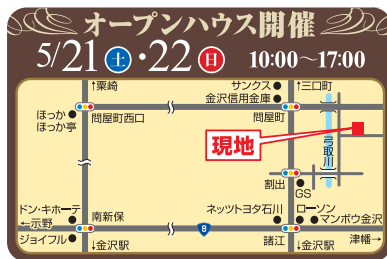 オープンハウス開催
5/21 土・22 日 10:00〜17:00
↑粟崎
サンクス
↑三口町
金沢信用金庫
ほっか
ほっか亭
問屋町西口
問屋町
弓取川
現地
割出
GS
ドン・キホーテ
←示野
ジョイフル
南新保
ネッツトヨタ石川
ローソン
マンボウ金沢
8
↓金沢駅
諸江
↓金沢駅
津幡→